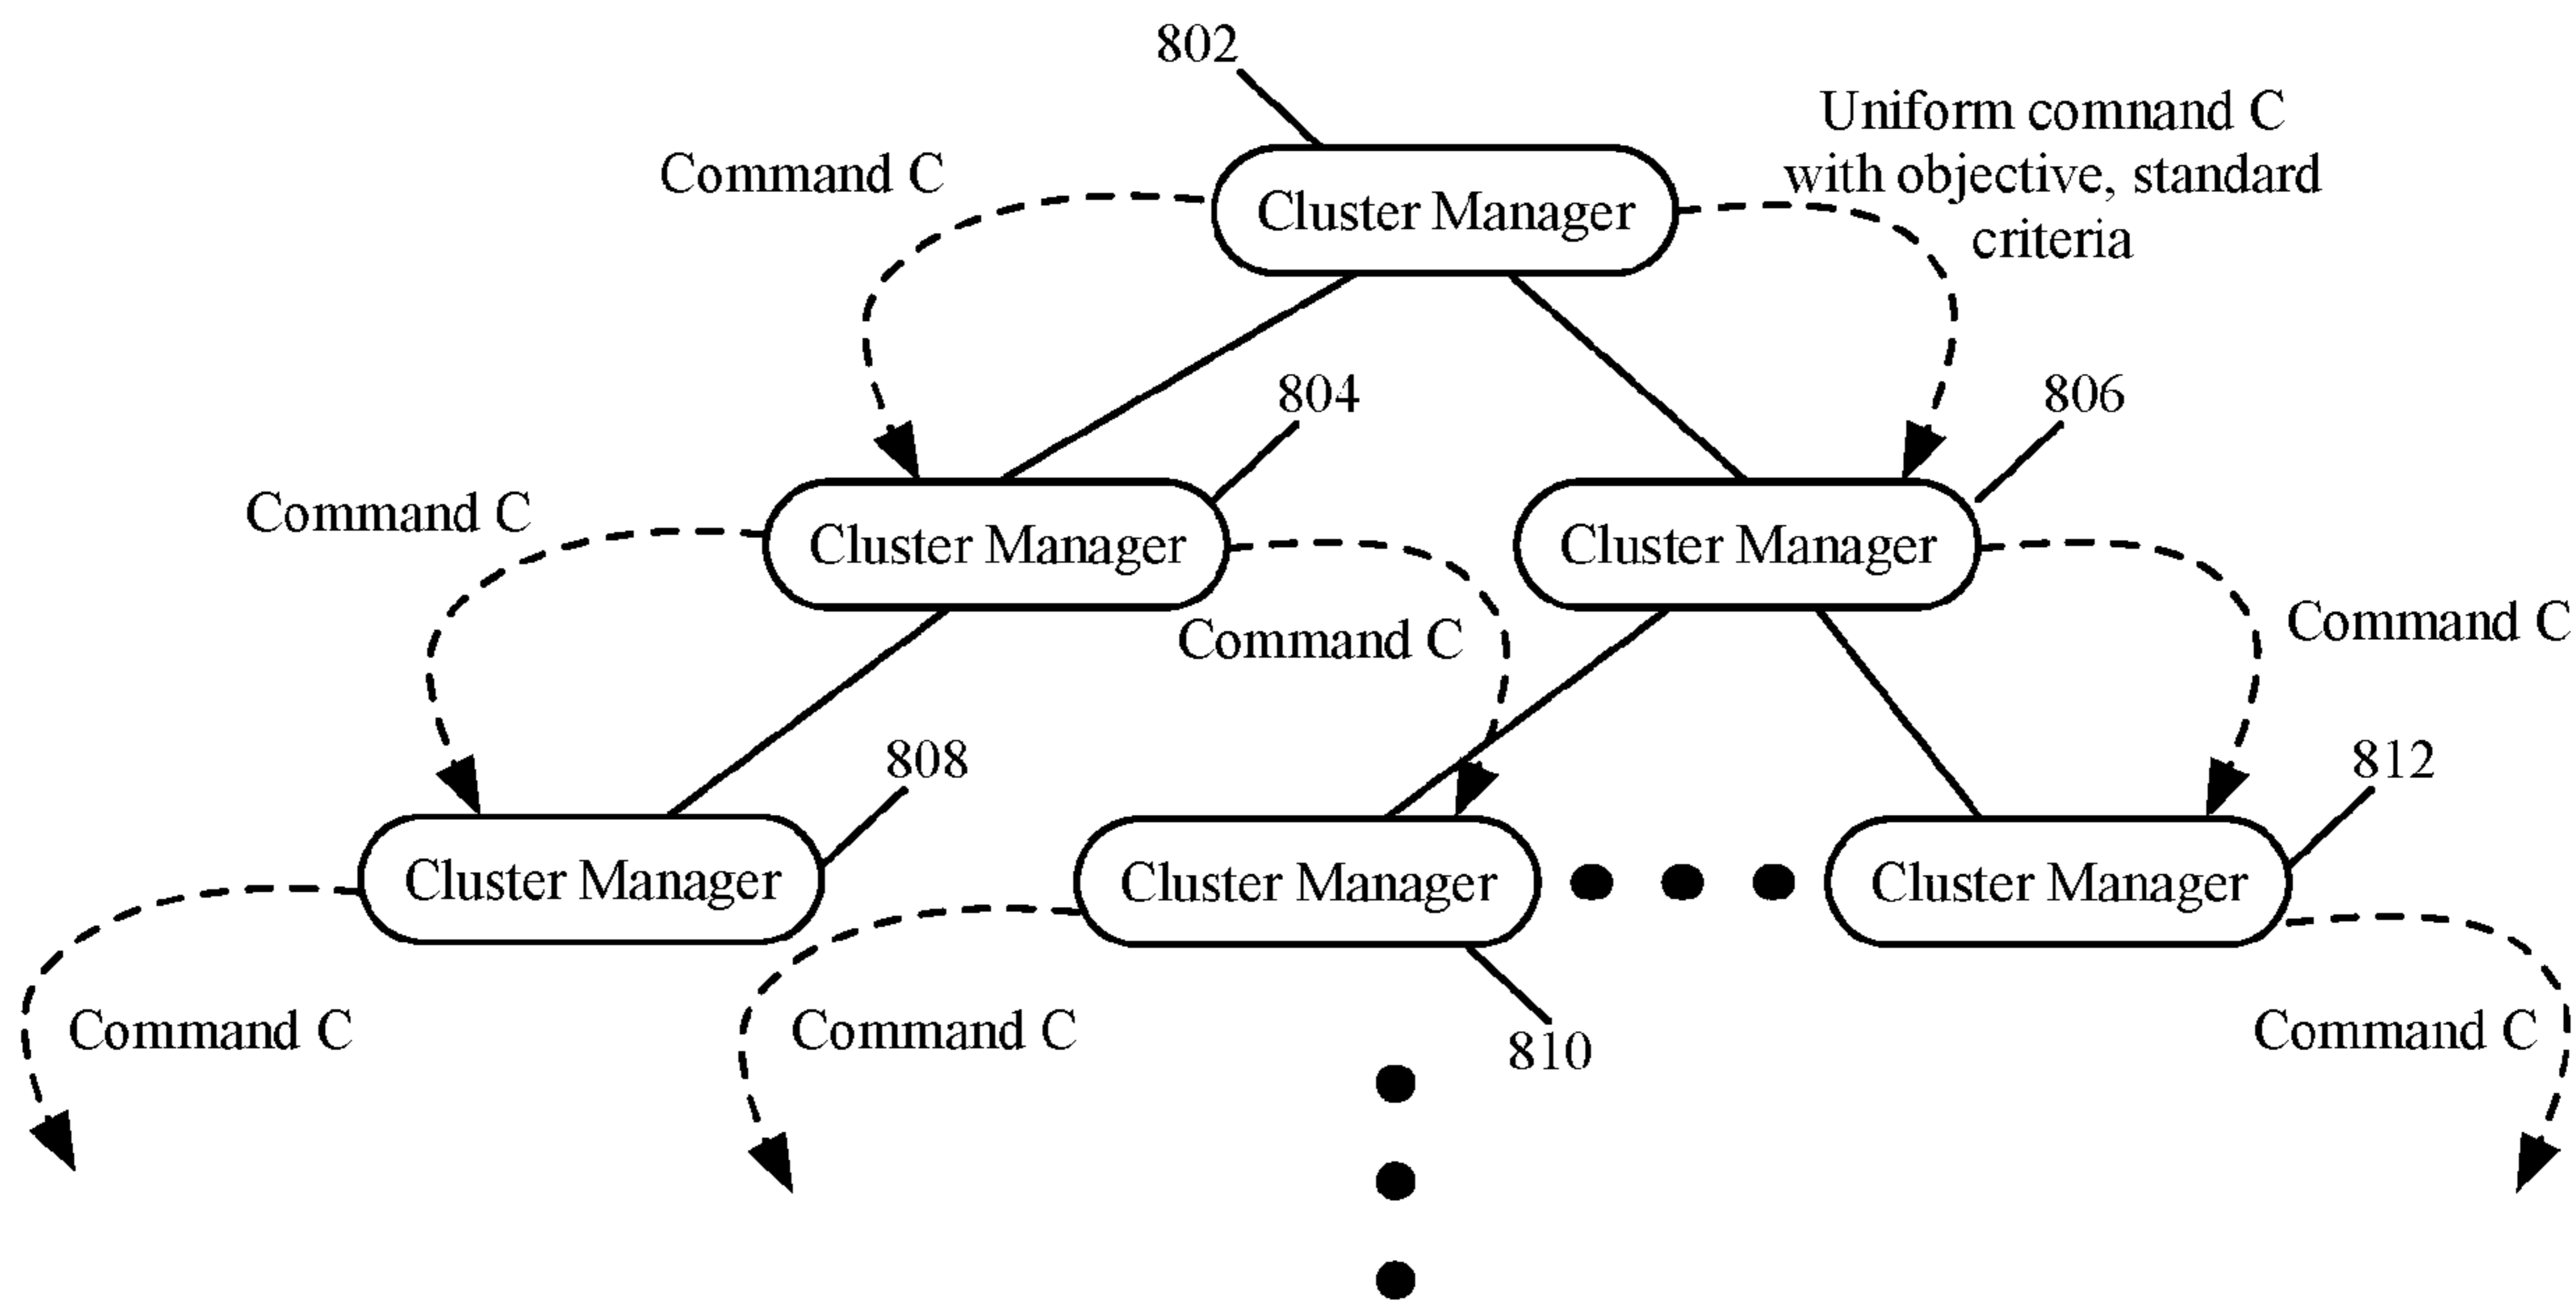 802
Uniform comnand C
with objective, standard
criteria
Command C
Cluster Manager
804
806
Command C
Cluster Manager
Cluster Manager
Command C
Command C
808
812
Cluster Manager
Cluster Manager
Cluster Manager
Command C
Command C
810
Command C